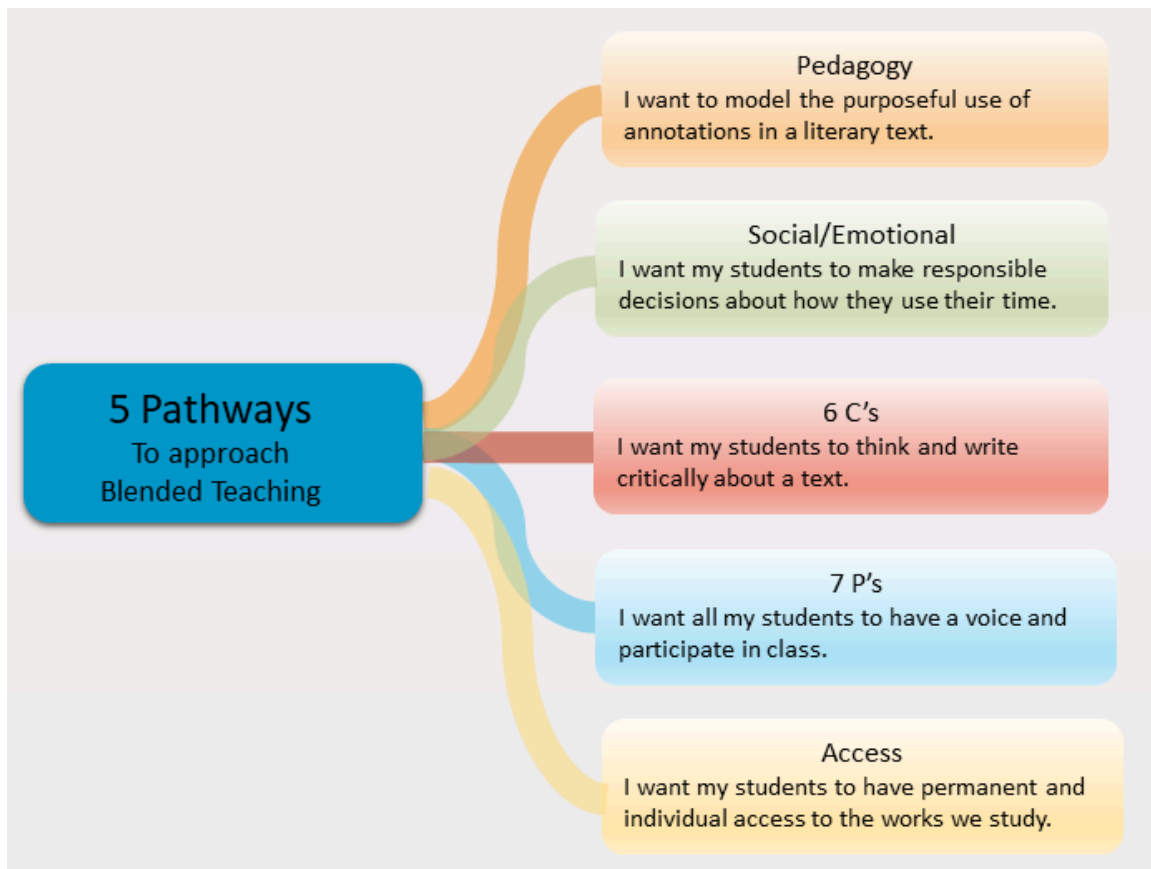 5 Pathways
To approach
Blended Teaching
Pedagogy
I want to model the purposeful use of
annotations in a literary text.
Social/Emotional
I want my students to make responsible
decisions about how they use their time.
6 C's
I want my students to think and write
critically about a text.
7 P's
I want all my students to have a voice and
participate in class.
Access
I want my students to have permanent and
individual access to the works we study.